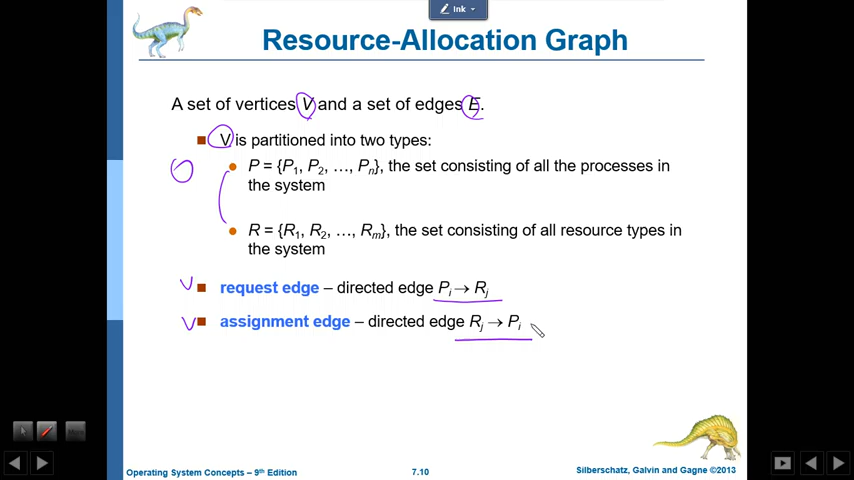 Ink
Resource-Allocation Graph
A set of vertices V and a set of edges E.
V is partitioned into two types:
P = {P1, P2, …, Pn}, the set consisting of all the processes in
the system
R = {R1, R2, …, Rm}, the set consisting of all resource types in
the system
request edge – directed edge Pi → Rj
assignment edge – directed edge Rj → Pi
Operating System Concepts – 9th Edition
7.10
Silberschatz, Galvin and Gagne ©2013